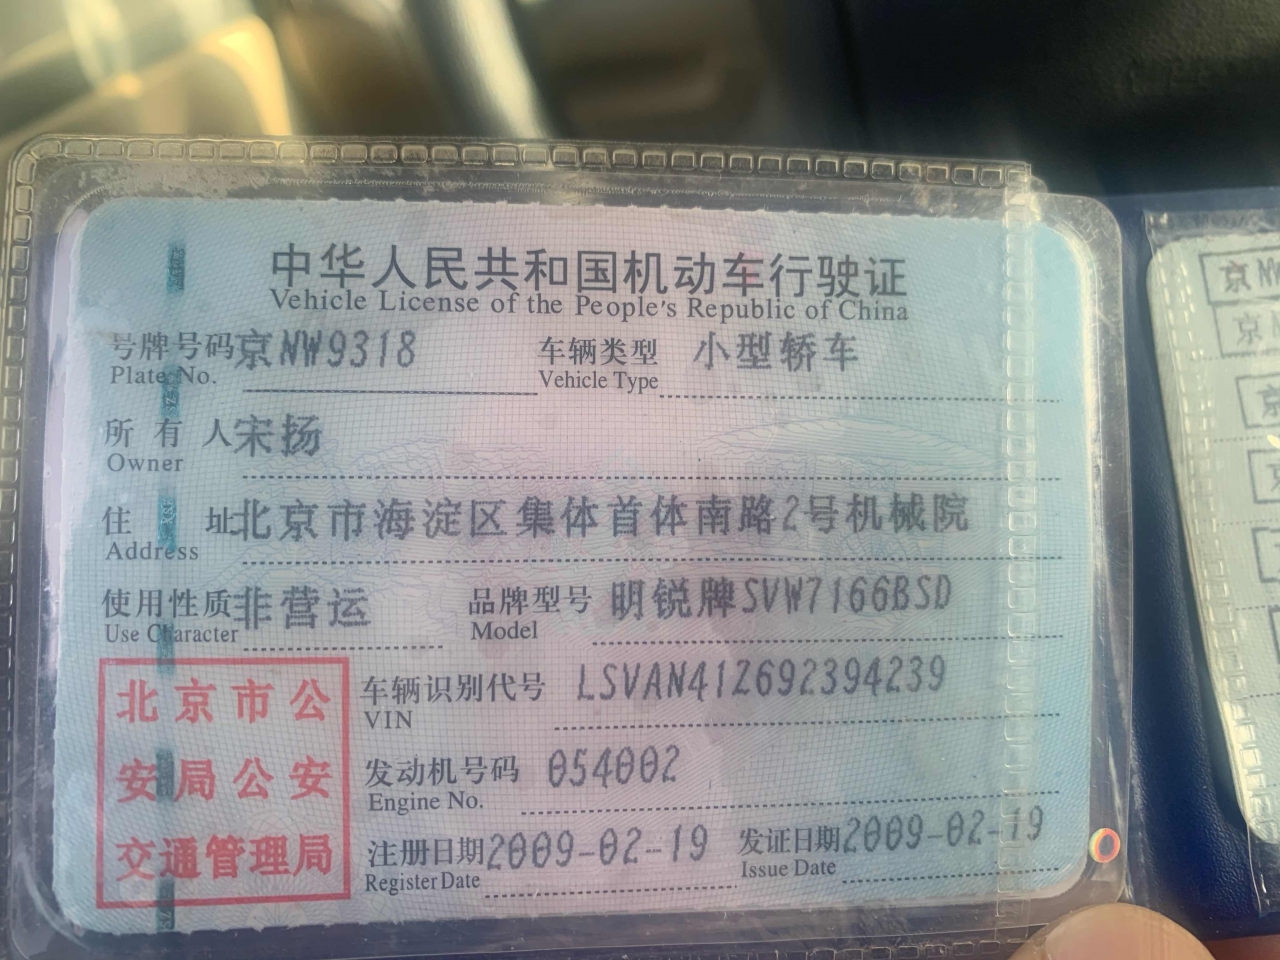 中华人民共和国机动车行驶证
Vehicle License of the People's Republic of China
号牌号码 京NW9318 车辆类型 小型轿车
Plate No. Vehicle Type
所有人 宋扬
Owner
住址 北京市海淀区集体首体南路2号机械院
Address
使用性质 非营运 品牌型号 明锐牌SVW7166BSD
Use Character Model
车辆识别代号 LSVAN41Z692394239
VIN
发动机号码 054002
Engine No.
注册日期 2009-02-19 发证日期 2009-02-19
Register Date Issue Date
北京市公
安局公安
交通管理局
京
京